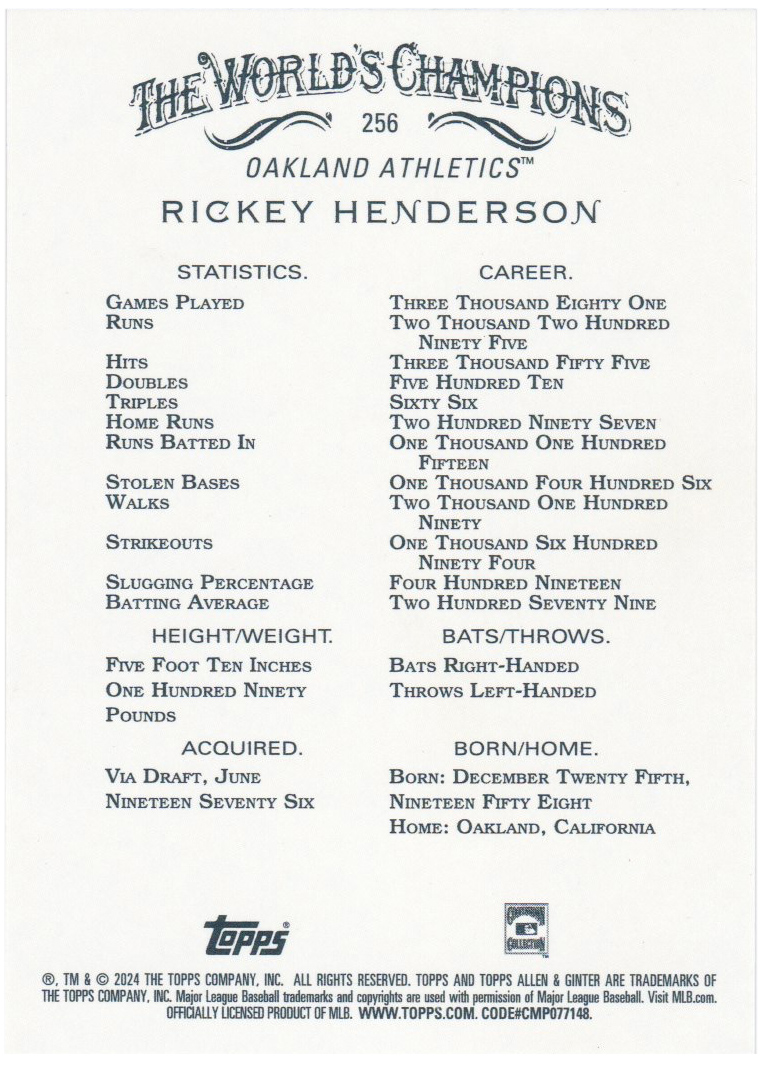 THE WORLD'S CHAMPIONS
256
OAKLAND ATHLETICS™
RICKEY HENDERSON
STATISTICS. CAREER.
GAMES PLAYED THREE THOUSAND EIGHTY ONE
RUNS TWO THOUSAND TWO HUNDRED
NINETY FIVE
HITS THREE THOUSAND FIFTY FIVE
DOUBLES FIVE HUNDRED TEN
TRIPLES SIXTY SIX
HOME RUNS TWO HUNDRED NINETY SEVEN
RUNS BATTED IN ONE THOUSAND ONE HUNDRED
FIFTEEN
STOLEN BASES ONE THOUSAND FOUR HUNDRED SIX
WALKS TWO THOUSAND ONE HUNDRED
NINETY
STRIKEOUTS ONE THOUSAND SIX HUNDRED
NINETY FOUR
SLUGGING PERCENTAGE FOUR HUNDRED NINETEEN
BATTING AVERAGE TWO HUNDRED SEVENTY NINE
HEIGHT/WEIGHT. BATS/THROWS.
FIVE FOOT TEN INCHES BATS RIGHT-HANDED
ONE HUNDRED NINETY THROWS LEFT-HANDED
POUNDS
ACQUIRED. BORN/HOME.
VIA DRAFT, JUNE BORN: DECEMBER TWENTY FIFTH,
NINETEEN SEVENTY SIX NINETEEN FIFTY EIGHT
HOME: OAKLAND, CALIFORNIA
topps®
COOPERSTOWN
COLLECTION™
®, TM & © 2024 THE TOPPS COMPANY, INC. ALL RIGHTS RESERVED. TOPPS AND TOPPS ALLEN & GINTER ARE TRADEMARKS OF
THE TOPPS COMPANY, INC. Major League Baseball trademarks and copyrights are used with permission of Major League Baseball. Visit MLB.com.
OFFICIALLY LICENSED PRODUCT OF MLB. WWW.TOPPS.COM. CODE#CMP077148.